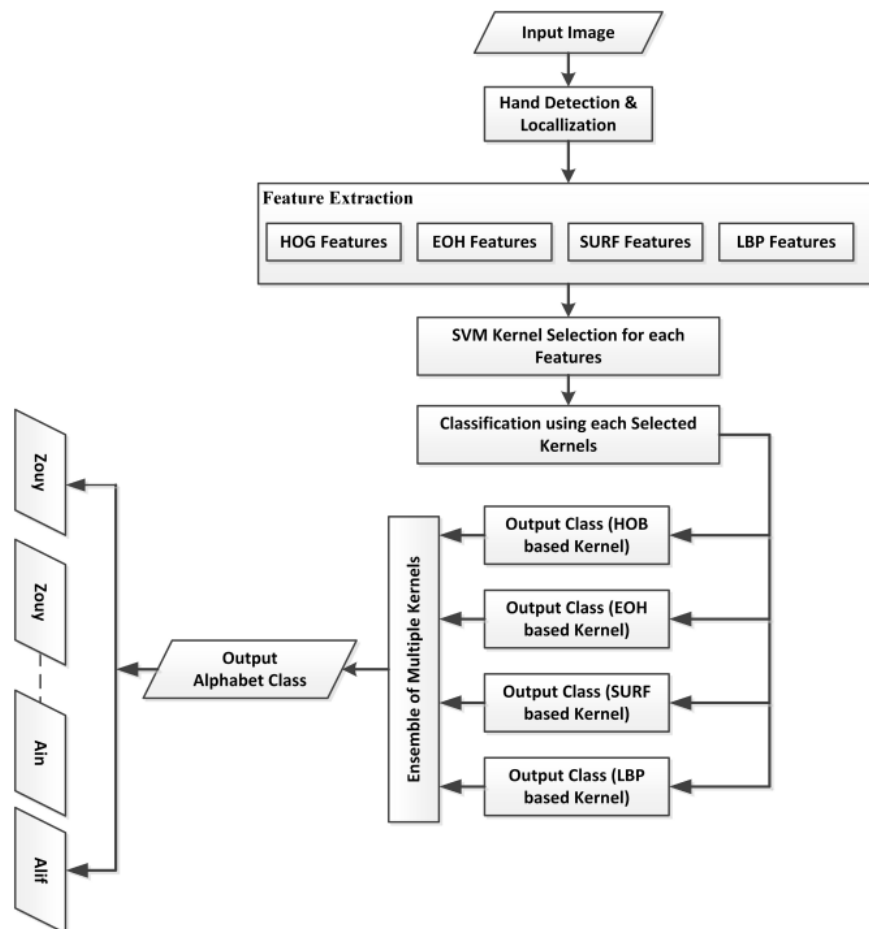 Input Image
Hand Detection &
Locallization
Feature Extraction
HOG Features
EOH Features
SURF Features
LBP Features
SVM Kernel Selection for each
Features
Classification using each Selected
Kernels
Output Class (HOB
based Kernel)
Output Class (EOH
based Kernel)
Output Class (SURF
based Kernel)
Output Class (LBP
based Kernel)
Ensemble of Multiple Kernels
Output
Alphabet Class
Zouy
Zouy
Ain
Alif